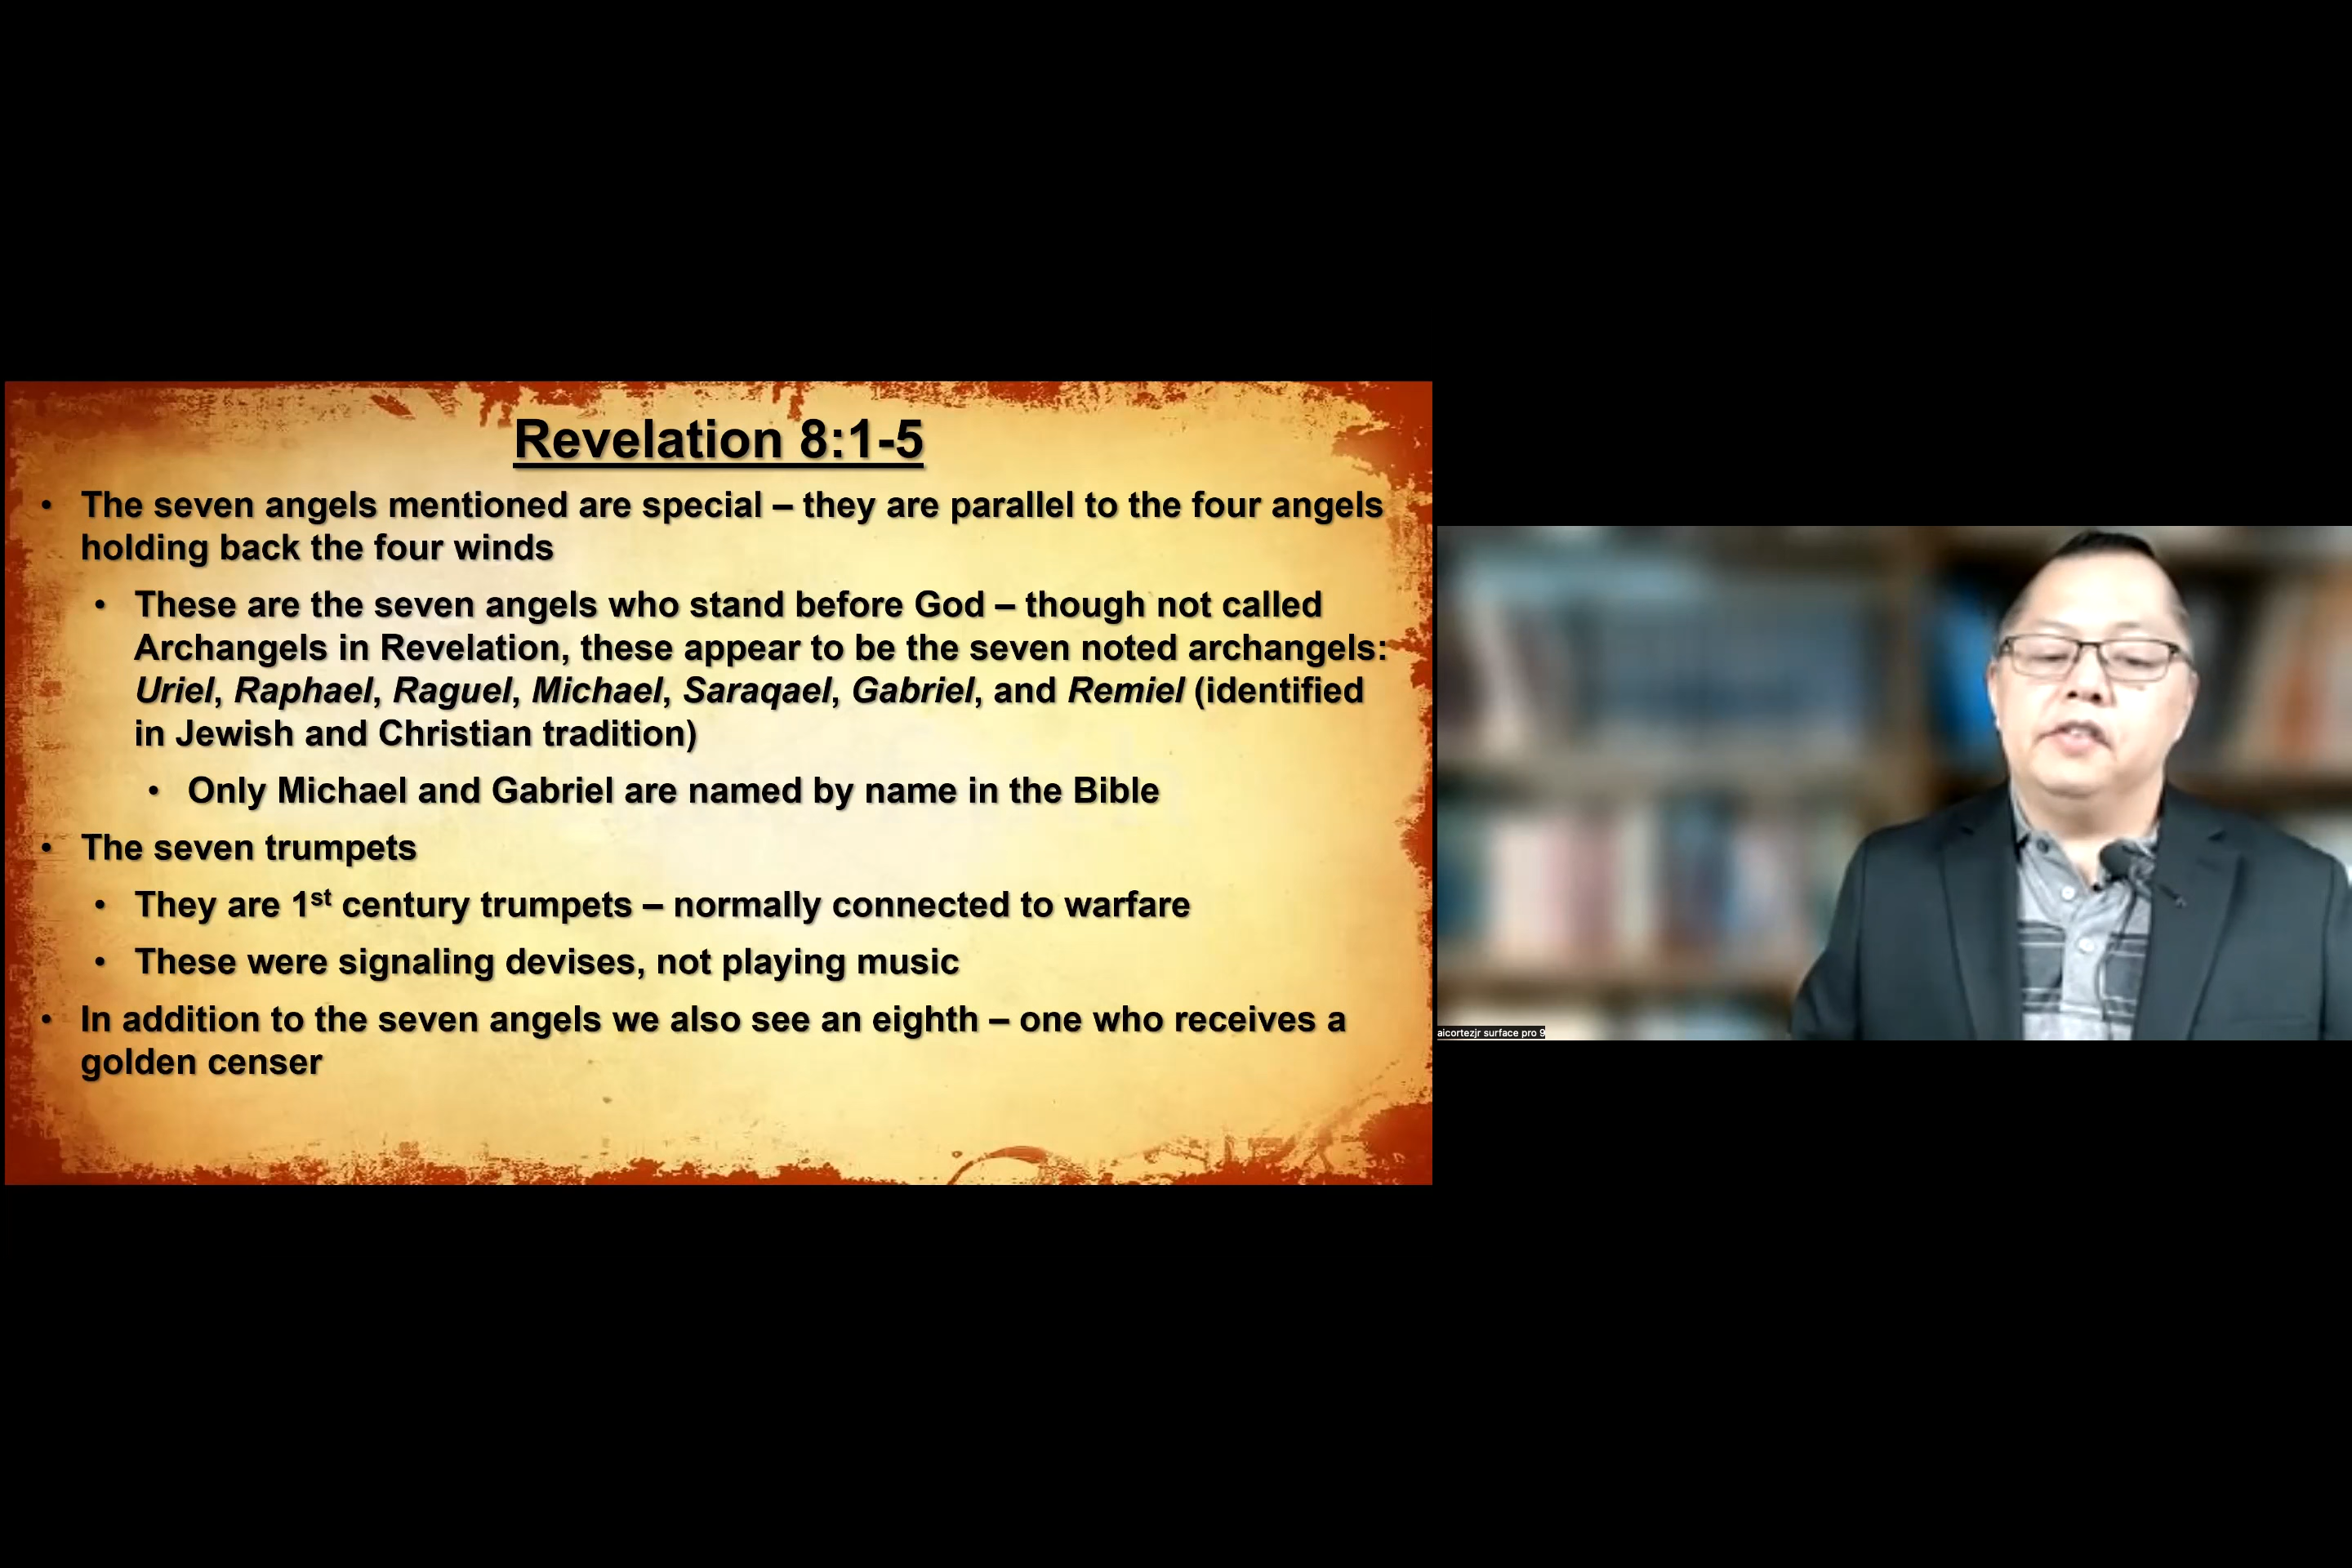 Revelation 8:1-5
• The seven angels mentioned are special – they are parallel to the four angels
holding back the four winds
• These are the seven angels who stand before God – though not called
Archangels in Revelation, these appear to be the seven noted archangels:
Uriel, Raphael, Raguel, Michael, Saraqael, Gabriel, and Remiel (identified
in Jewish and Christian tradition)
• Only Michael and Gabriel are named by name in the Bible
• The seven trumpets
• They are 1st century trumpets – normally connected to warfare
• These were signaling devises, not playing music
• In addition to the seven angels we also see an eighth – one who receives a
golden censer
aicortezjr surface pro 9